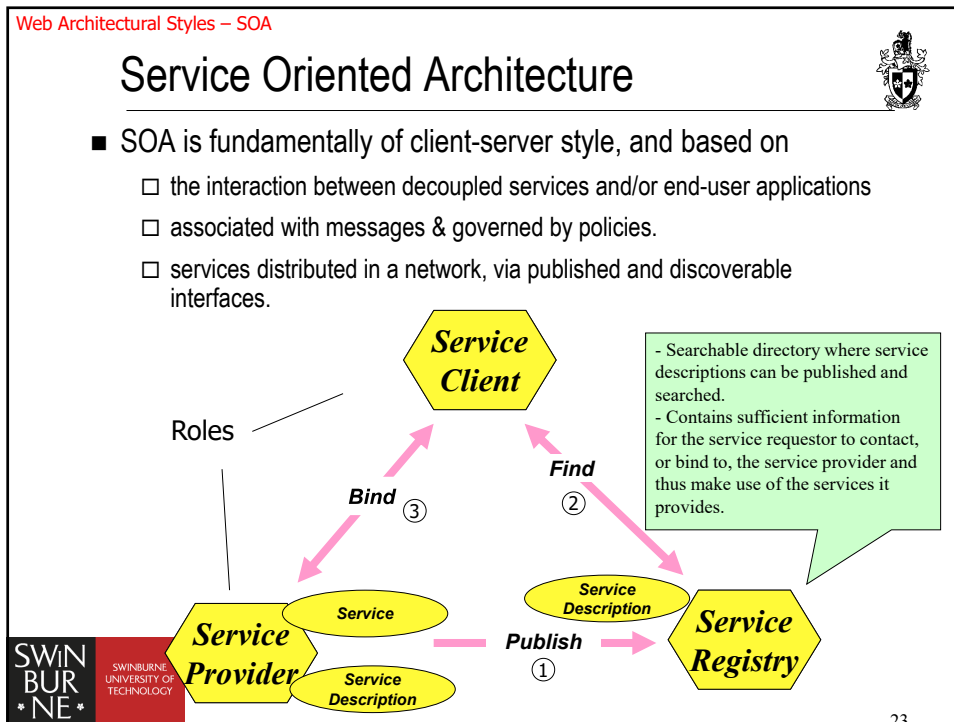 Web Architectural Styles – SOA
Service Oriented Architecture
■ SOA is fundamentally of client-server style, and based on
□ the interaction between decoupled services and/or end-user applications
□ associated with messages & governed by policies.
□ services distributed in a network, via published and discoverable
interfaces.
Service
Client
- Searchable directory where service
descriptions can be published and
searched.
- Contains sufficient information
for the service requestor to contact,
or bind to, the service provider and
thus make use of the services it
provides.
Roles
Find
②
Bind
③
Service
Provider
Service
Service
Description
Publish
①
Service
Description
Service
Registry
SWIN
BUR
* NE *
SWINBURNE
UNIVERSITY OF
TECHNOLOGY
23